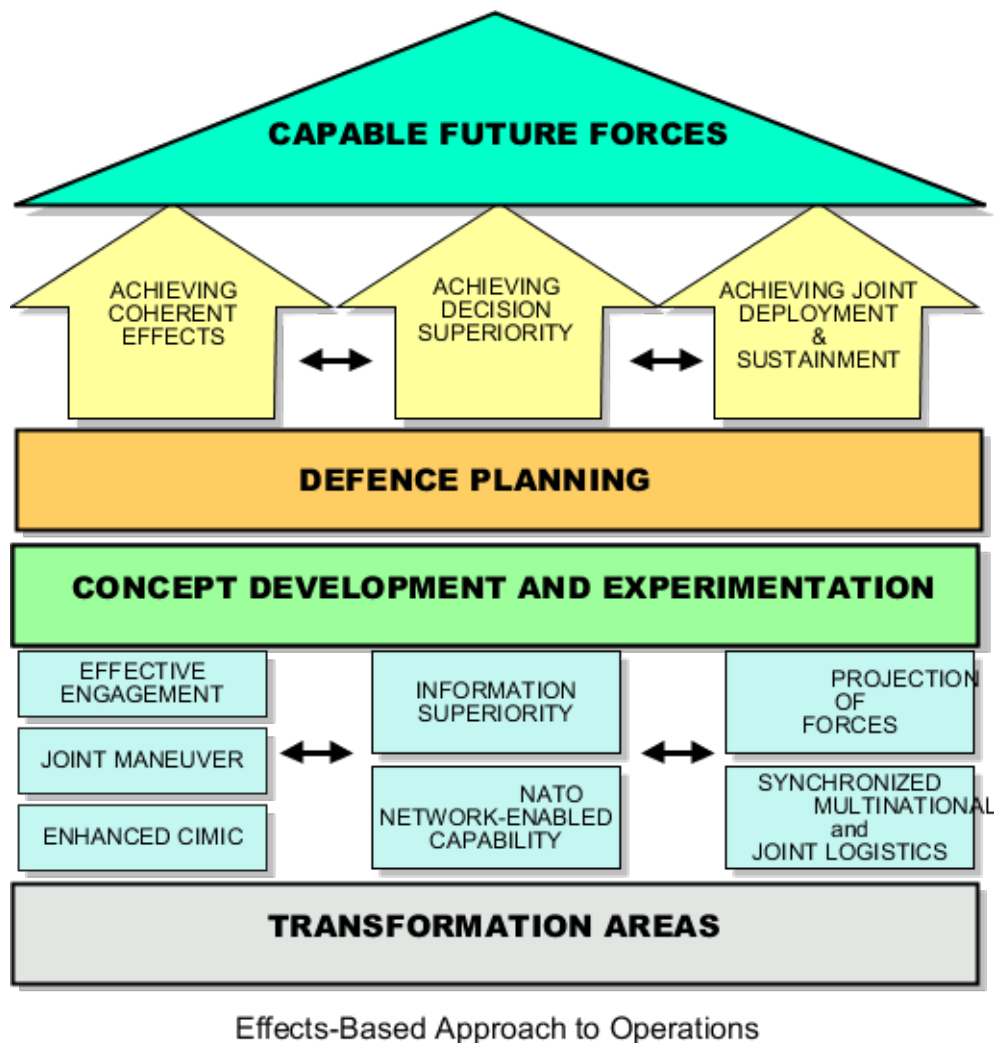 CAPABLE FUTURE FORCES
ACHIEVING
COHERENT
EFFECTS
ACHIEVING
DECISION
SUPERIORITY
ACHIEVING JOINT
DEPLOYMENT
&
SUSTAINMENT
DEFENCE PLANNING
CONCEPT DEVELOPMENT AND EXPERIMENTATION
EFFECTIVE
ENGAGEMENT
JOINT MANEUVER
ENHANCED CIMIC
INFORMATION
SUPERIORITY
NATO
NETWORK-ENABLED
CAPABILITY
PROJECTION
OF
FORCES
SYNCHRONIZED
MULTINATIONAL
and
JOINT LOGISTICS
TRANSFORMATION AREAS
Effects-Based Approach to Operations